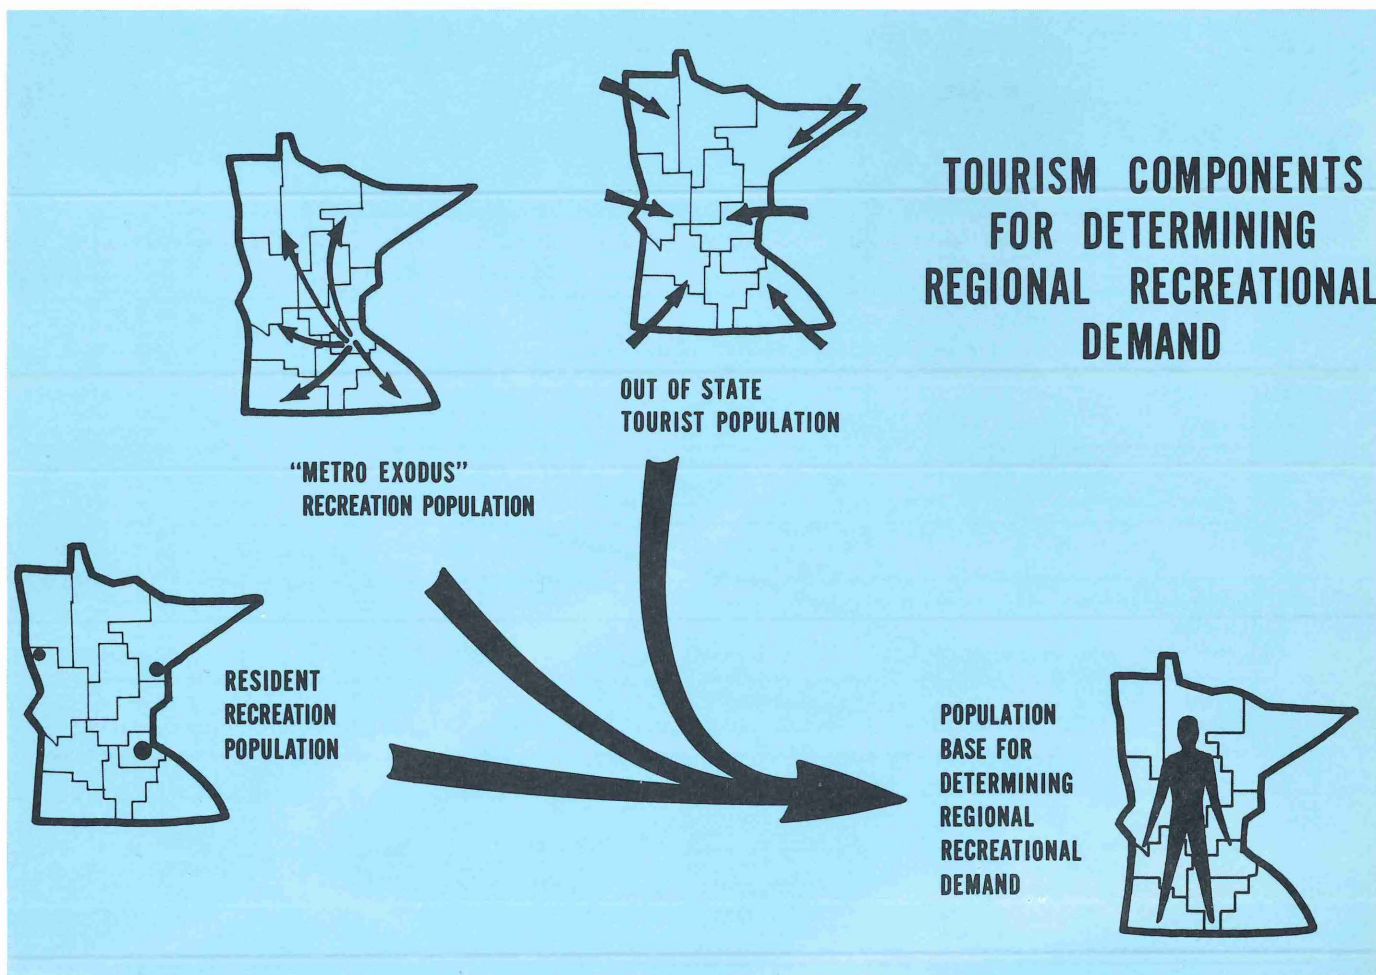 TOURISM COMPONENTS
FOR DETERMINING
REGIONAL RECREATIONAL
DEMAND
OUT OF STATE
TOURIST POPULATION
“METRO EXODUS”
RECREATION POPULATION
RESIDENT
RECREATION
POPULATION
POPULATION
BASE FOR
DETERMINING
REGIONAL
RECREATIONAL
DEMAND